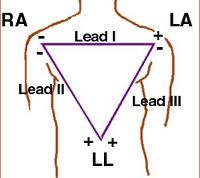 RA LA
- Lead I +
- -
Lead II Lead III
+ +
LL